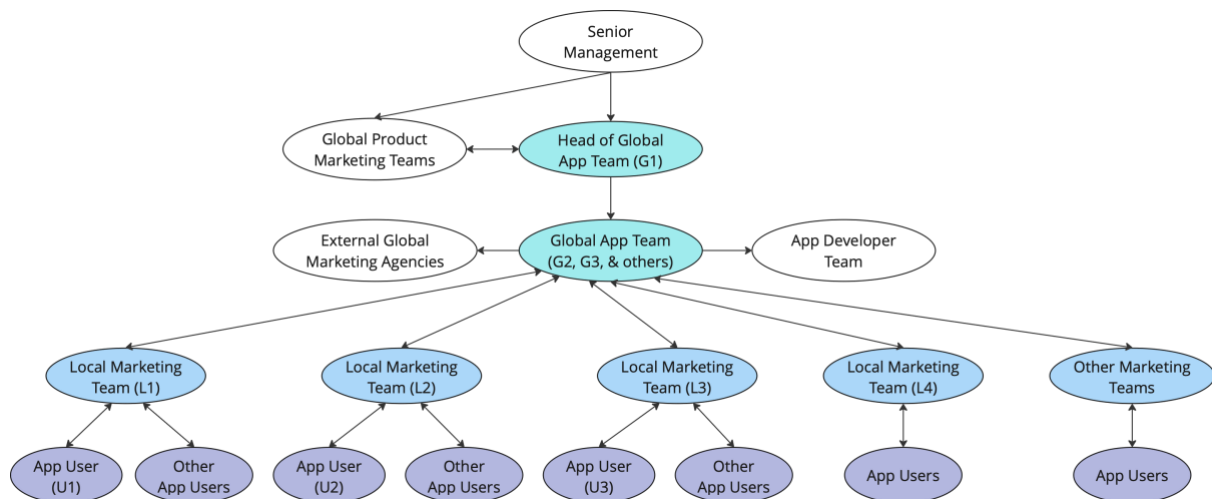 Senior
Management
Global Product
Marketing Teams
Head of Global
App Team (G1)
External Global
Marketing Agencies
Global App Team
(G2, G3, & others)
App Developer
Team
Local Marketing
Team (L1)
Local Marketing
Team (L2)
Local Marketing
Team (L3)
Local Marketing
Team (L4)
Other Marketing
Teams
App User
(U1)
Other
App Users
App User
(U2)
Other
App Users
App User
(U3)
Other
App Users
App Users
App Users